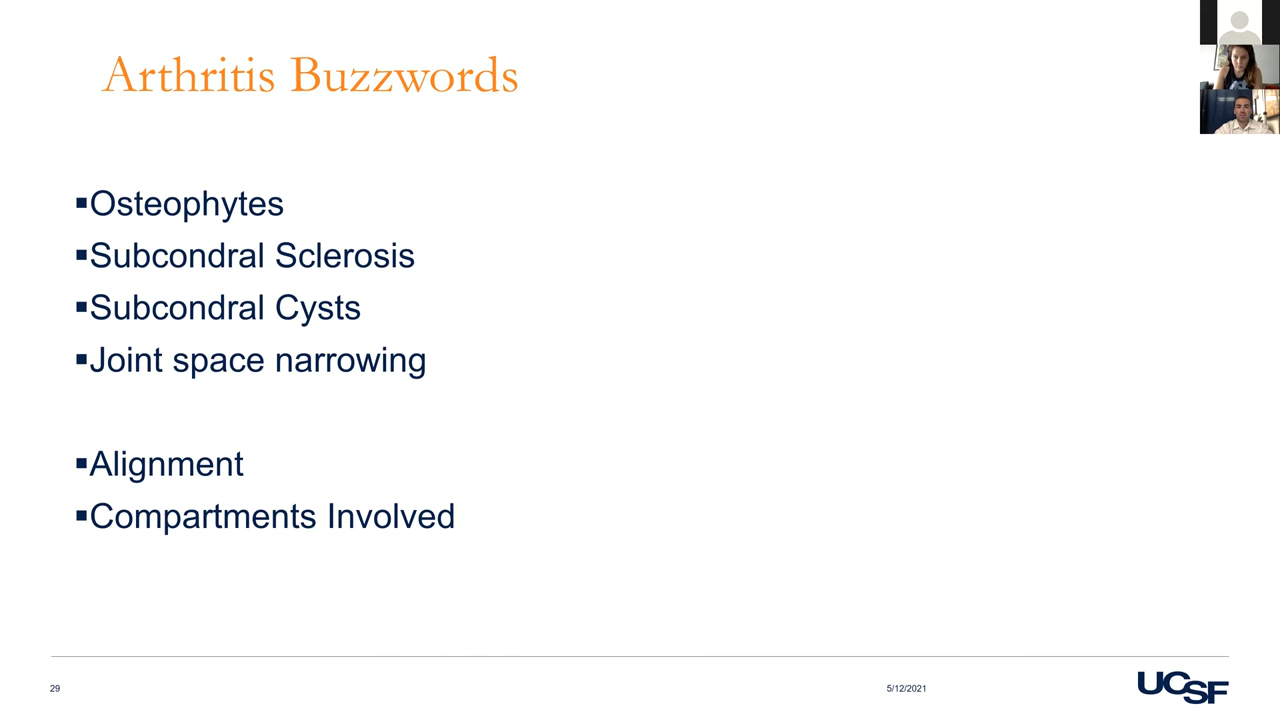 Arthritis Buzzwords
▪Osteophytes
▪Subcondral Sclerosis
▪Subcondral Cysts
▪Joint space narrowing
▪Alignment
▪Compartments Involved
29
5/12/2021
UCSF